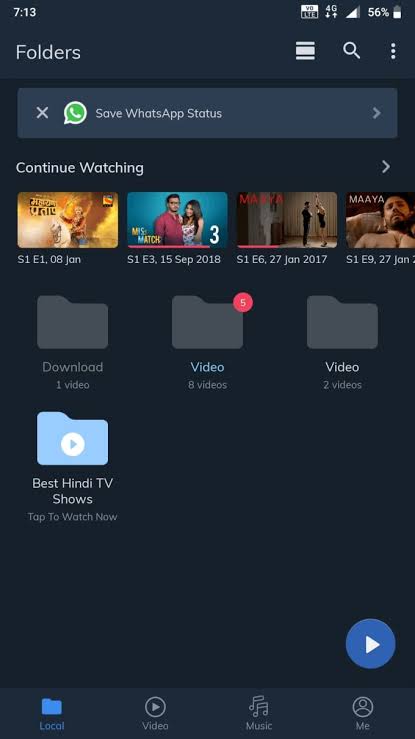 7:13
VO LTE 4G 56%
Folders
Save WhatsApp Status
Continue Watching
महाराणा प्रताप
MIS MATCH 3
MAAYA
MAAYA
S1 E1, 08 Jan
S1 E3, 15 Sep 2018
S1 E6, 27 Jan 2017
S1 E9, 27 Jan 2
5
Download
Video
Video
1 video
8 videos
2 videos
Best Hindi TV
Shows
Tap To Watch Now
Local
Video
Music
Me